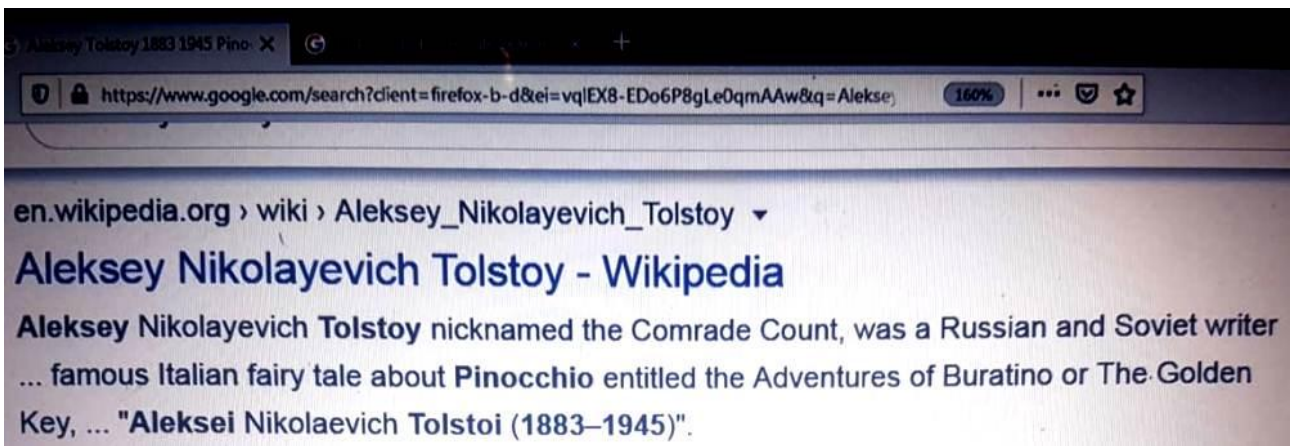 Aleksey Tolstoy 1883 1945 Pino
https://www.google.com/search?client=firefox-b-d&ei=vqlEX8-EDo6P8gLe0qmAAw&q=Aleksey
160%
en.wikipedia.org › wiki › Aleksey_Nikolayevich_Tolstoy
Aleksey Nikolayevich Tolstoy - Wikipedia
Aleksey Nikolayevich Tolstoy nicknamed the Comrade Count, was a Russian and Soviet writer
... famous Italian fairy tale about Pinocchio entitled the Adventures of Buratino or The Golden
Key, ... "Aleksei Nikolaevich Tolstoi (1883–1945)".